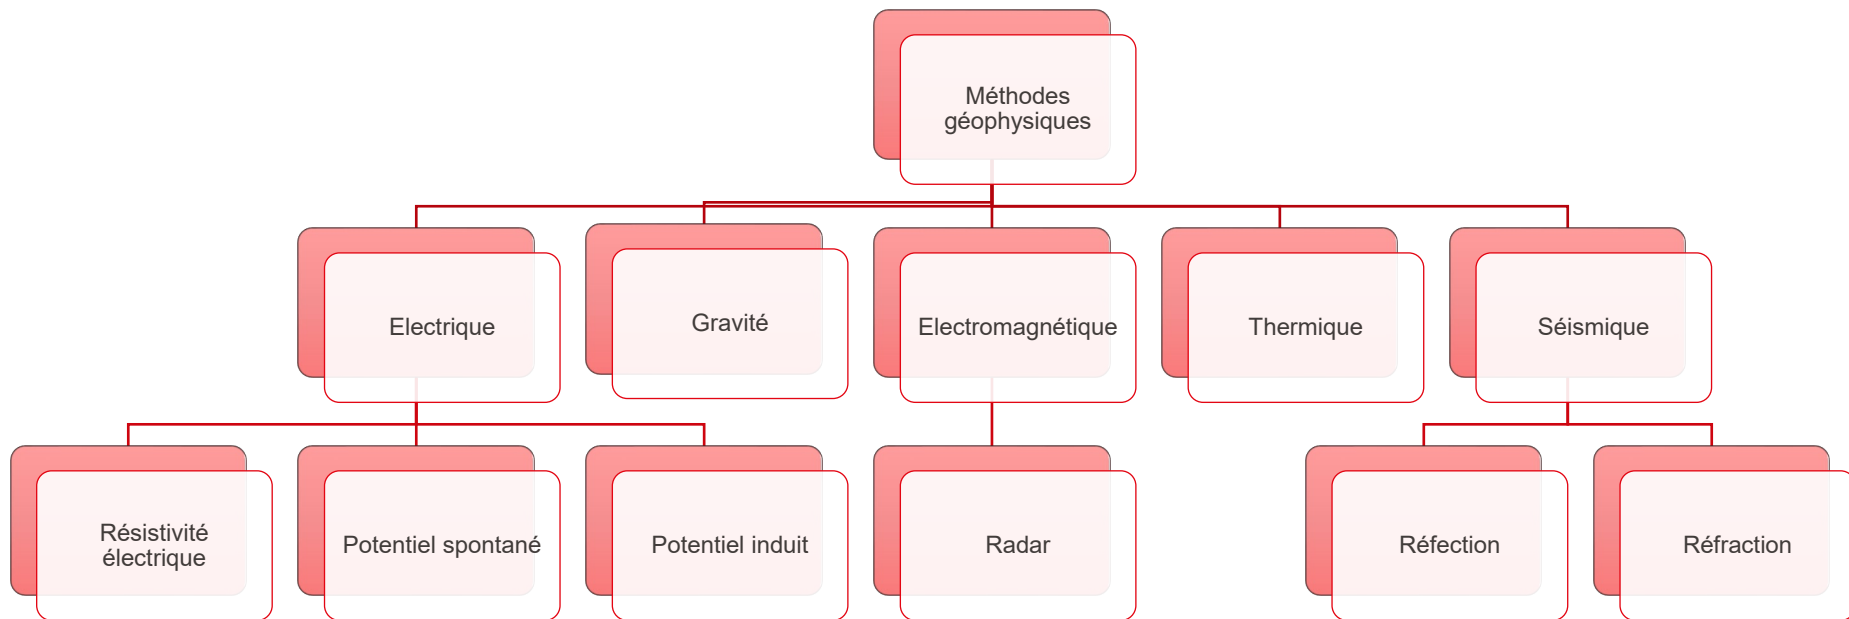 Méthodes
géophysiques
Electrique
Gravité
Electromagnétique
Thermique
Séismique
Résistivité
électrique
Potentiel spontané
Potentiel induit
Radar
Réfection
Réfraction